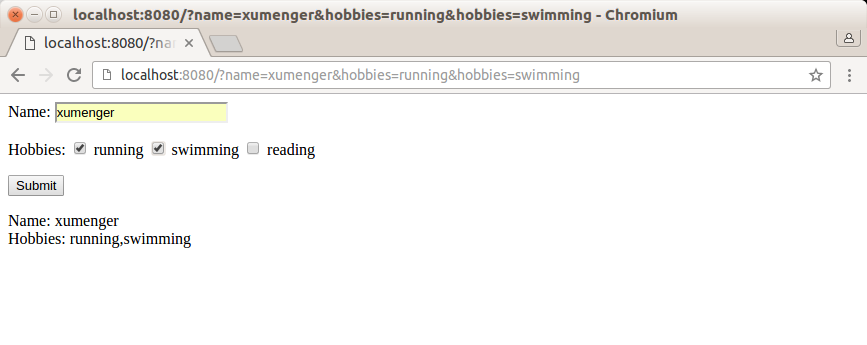 localhost:8080/?name=xumenger&hobbies=running&hobbies=swimming - Chromium
localhost:8080/?na
localhost:8080/?name=xumenger&hobbies=running&hobbies=swimming
Name: xumenger
Hobbies: running swimming reading
Submit
Name: xumenger
Hobbies: running,swimming